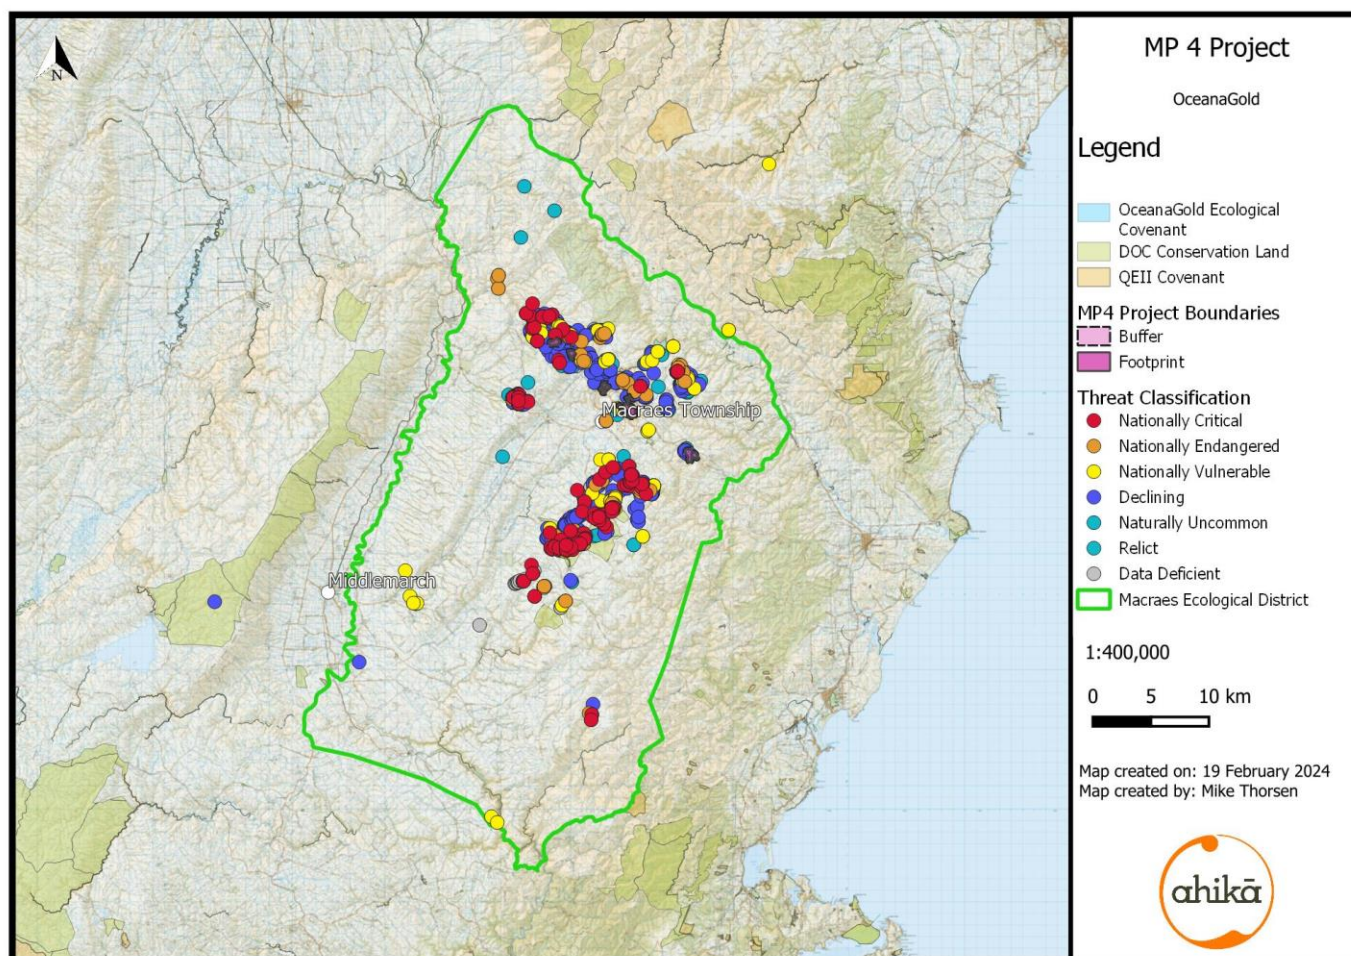 N
Macraes Township
Middlemarch
MP 4 Project
OceanaGold
Legend
OceanaGold Ecological
Covenant
DOC Conservation Land
QEII Covenant
MP4 Project Boundaries
Buffer
Footprint
Threat Classification
Nationally Critical
Nationally Endangered
Nationally Vulnerable
Declining
Naturally Uncommon
Relict
Data Deficient
Macraes Ecological District
1:400,000
0 5 10 km
Map created on: 19 February 2024
Map created by: Mike Thorsen
ahikā